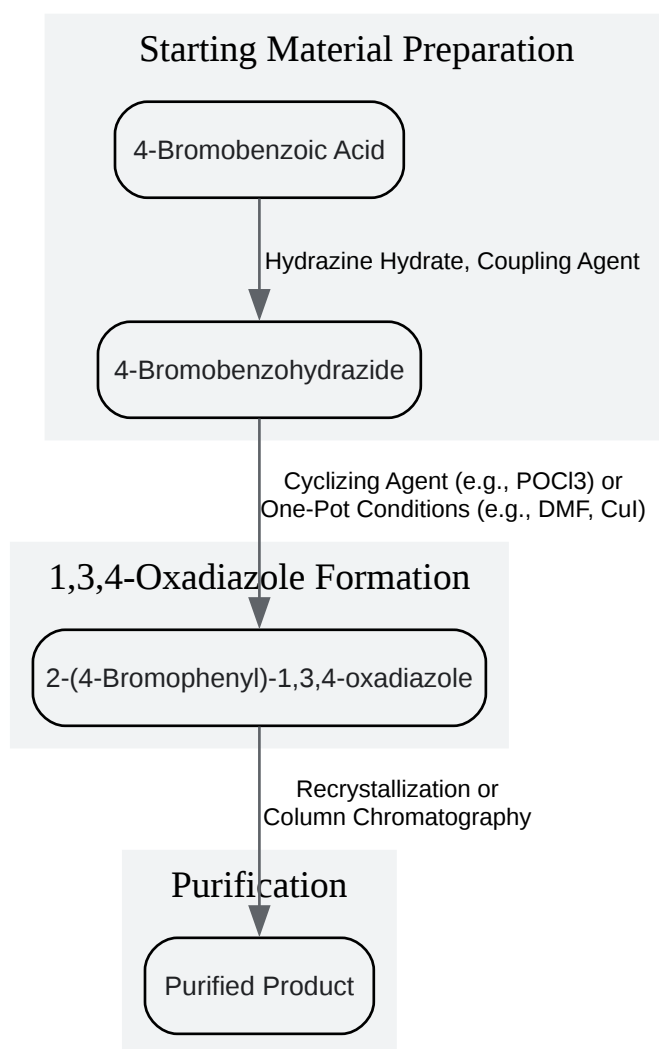 Starting Material Preparation
4-Bromobenzoic Acid
Hydrazine Hydrate, Coupling Agent
4-Bromobenzohydrazide
Cyclizing Agent (e.g., POCl3) or
One-Pot Conditions (e.g., DMF, CuI)
1,3,4-Oxadiazole Formation
2-(4-Bromophenyl)-1,3,4-oxadiazole
Recrystallization or
Column Chromatography
Purification
Purified Product